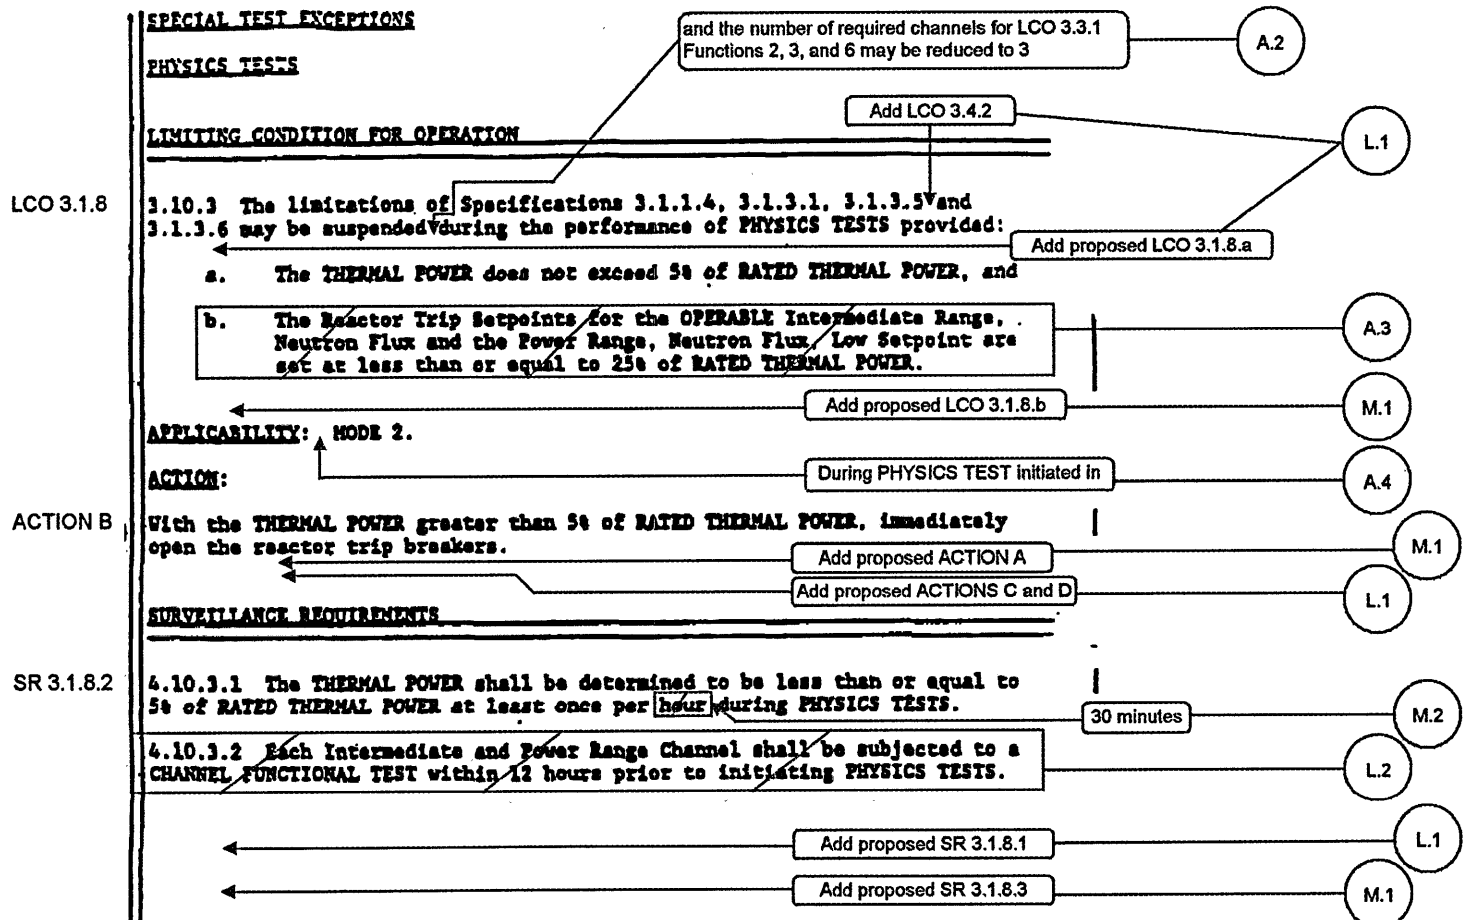 SPECIAL TEST EXCEPTIONS
and the number of required channels for LCO 3.3.1
Functions 2, 3, and 6 may be reduced to 3
A.2
PHYSICS TESTS
Add LCO 3.4.2
L.1
LIMITING CONDITION FOR OPERATION
LCO 3.1.8
3.10.3 The limitations of Specifications 3.1.1.4, 3.1.3.1, 3.1.3.5 and
3.1.3.6 may be suspended during the performance of PHYSICS TESTS provided:
Add proposed LCO 3.1.8.a
a. The THERMAL POWER does not exceed 5% of RATED THERMAL POWER, and
b. The Reactor Trip Setpoints for the OPERABLE Intermediate Range,
Neutron Flux and the Power Range, Neutron Flux, Low Setpoint are
set at less than or equal to 25% of RATED THERMAL POWER.
A.3
Add proposed LCO 3.1.8.b
M.1
APPLICABILITY: MODE 2.
During PHYSICS TEST initiated in
A.4
ACTION:
ACTION B
With the THERMAL POWER greater than 5% of RATED THERMAL POWER, immediately
open the reactor trip breakers.
Add proposed ACTION A
M.1
Add proposed ACTIONS C and D
L.1
SURVEILLANCE REQUIREMENTS
SR 3.1.8.2
4.10.3.1 The THERMAL POWER shall be determined to be less than or equal to
5% of RATED THERMAL POWER at least once per hour during PHYSICS TESTS.
30 minutes
M.2
4.10.3.2 Each Intermediate and Power Range Channel shall be subjected to a
CHANNEL FUNCTIONAL TEST within 12 hours prior to initiating PHYSICS TESTS.
L.2
Add proposed SR 3.1.8.1
L.1
Add proposed SR 3.1.8.3
M.1